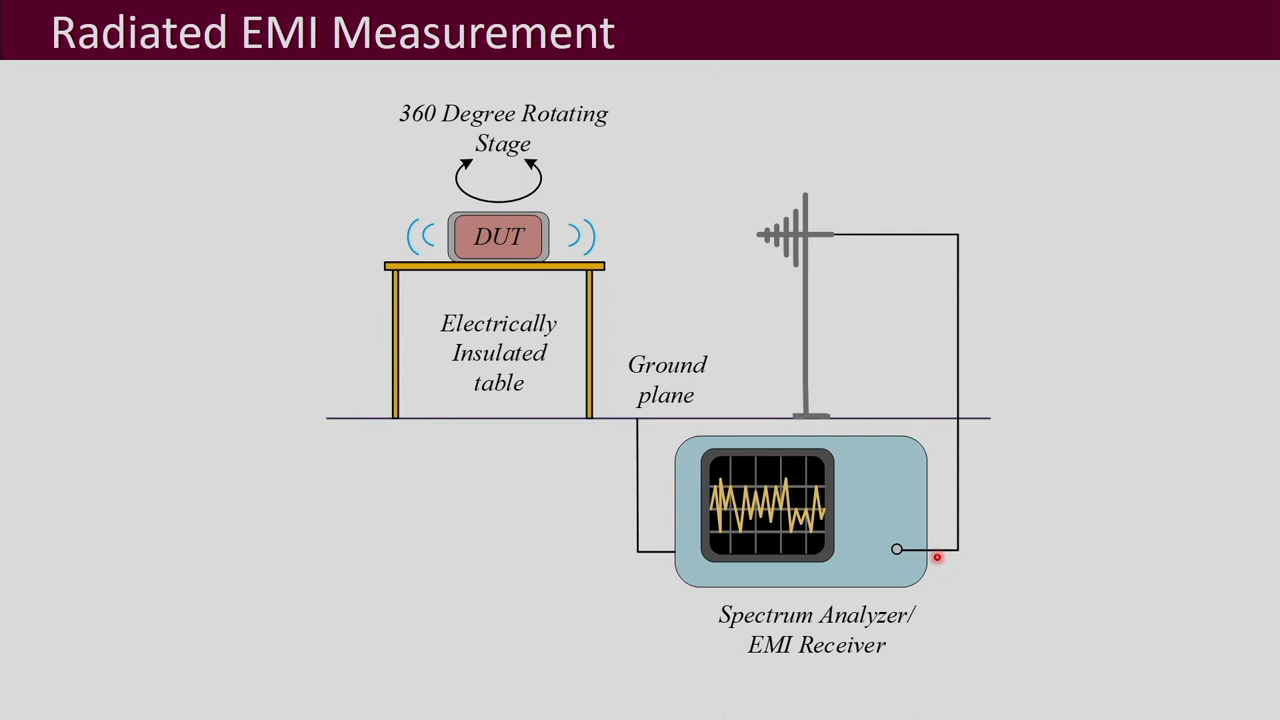 Radiated EMI Measurement
360 Degree Rotating
Stage
DUT
Electrically
Insulated
table
Ground
plane
Spectrum Analyzer/
EMI Receiver